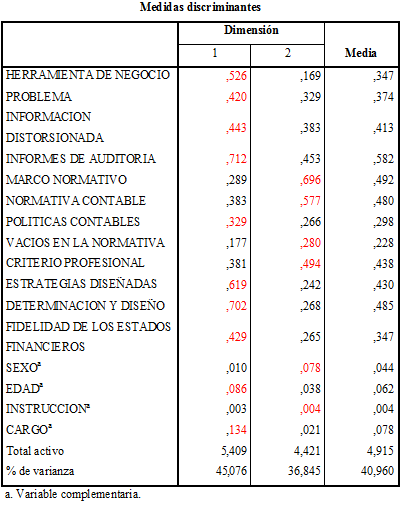 Medidas discriminantes
Dimensión
1 2 Media
HERRAMIENTA DE NEGOCIO ,526 ,169 ,347
PROBLEMA ,420 ,329 ,374
INFORMACION
DISTORSIONADA ,443 ,383 ,413
INFORMES DE AUDITORIA ,712 ,453 ,582
MARCO NORMATIVO ,289 ,696 ,492
NORMATIVA CONTABLE ,383 ,577 ,480
POLITICAS CONTABLES ,329 ,266 ,298
VACIOS EN LA NORMATIVA ,177 ,280 ,228
CRITERIO PROFESIONAL ,381 ,494 ,438
ESTRATEGIAS DISEÑADAS ,619 ,242 ,430
DETERMINACION Y DISEÑO ,702 ,268 ,485
FIDELIDAD DE LOS ESTADOS
FINANCIEROS ,429 ,265 ,347
SEXOª ,010 ,078 ,044
EDADª ,086 ,038 ,062
INSTRUCCIONª ,003 ,004 ,004
CARGOª ,134 ,021 ,078
Total activo 5,409 4,421 4,915
% de varianza 45,076 36,845 40,960
a. Variable complementaria.